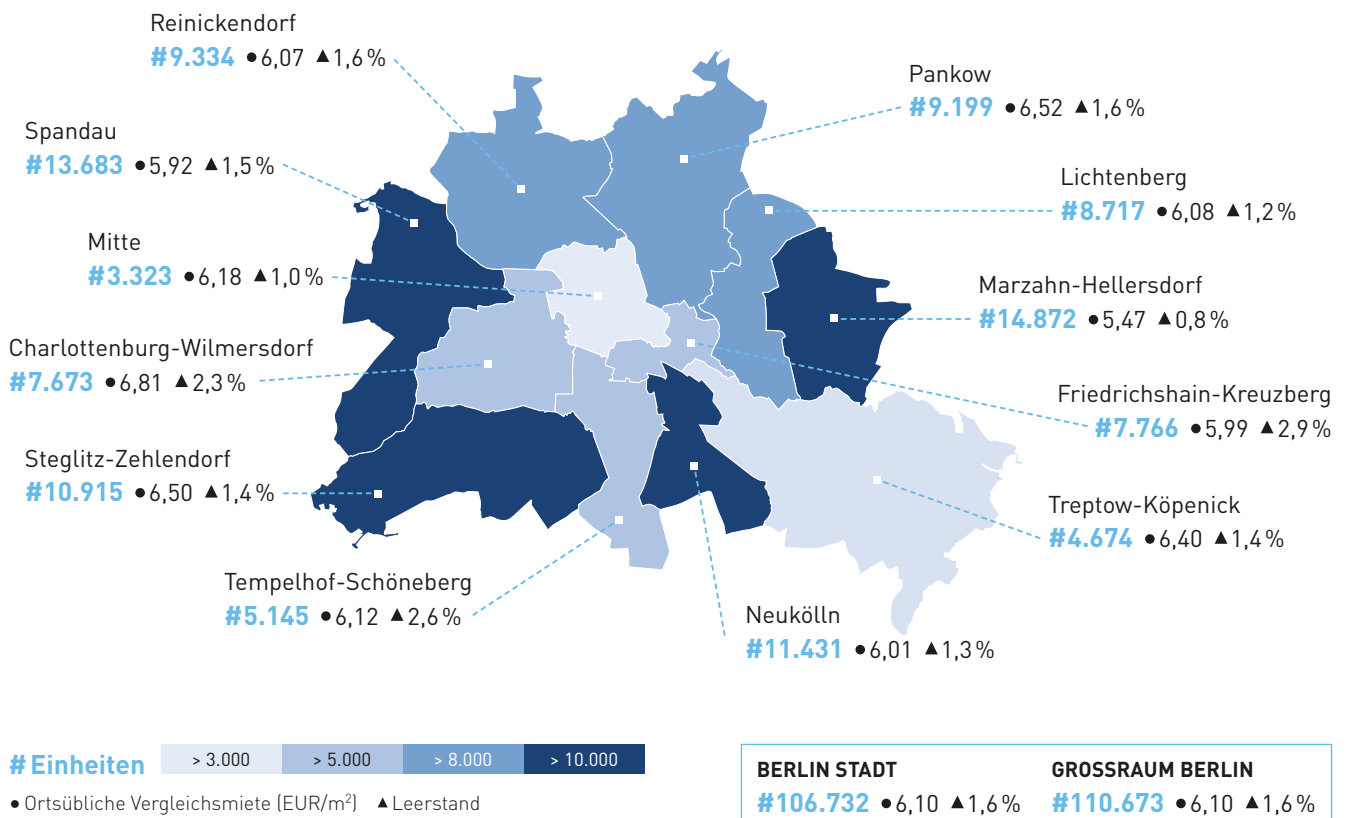 Reinickendorf
#9.334 ●6,07 ▲1,6%
Pankow
#9.199 ●6,52 ▲1,6%
Spandau
#13.683 ●5,92 ▲1,5%
Lichtenberg
#8.717 ●6,08 ▲1,2%
Mitte
#3.323 ●6,18 ▲1,0%
Marzahn-Hellersdorf
#14.872 ●5,47 ▲0,8%
Charlottenburg-Wilmersdorf
#7.673 ●6,81 ▲2,3%
Friedrichshain-Kreuzberg
#7.766 ●5,99 ▲2,9%
Steglitz-Zehlendorf
#10.915 ●6,50 ▲1,4%
Treptow-Köpenick
#4.674 ●6,40 ▲1,4%
Tempelhof-Schöneberg
#5.145 ●6,12 ▲2,6%
Neukölln
#11.431 ●6,01 ▲1,3%
# Einheiten > 3.000 > 5.000 > 8.000 > 10.000
● Ortsübliche Vergleichsmiete (EUR/m²) ▲ Leerstand
BERLIN STADT
#106.732 ●6,10 ▲1,6%
GROSSRAUM BERLIN
#110.673 ●6,10 ▲1,6%